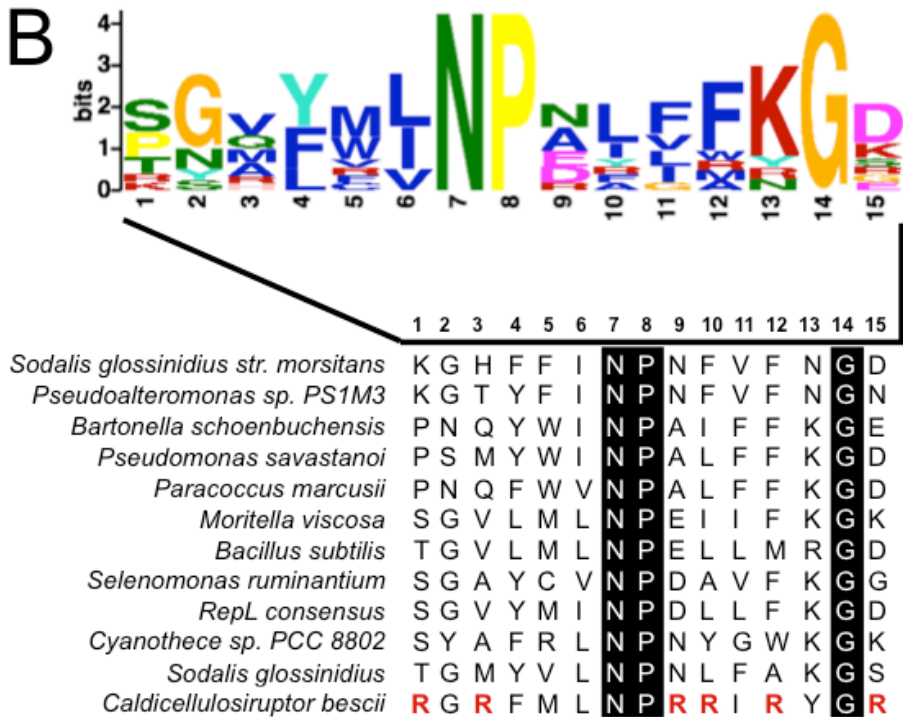 B
bits
4
3
2
1
0
1 2 3 4 5 6 7 8 9 10 11 12 13 14 15
1 2 3 4 5 6 7 8 9 10 11 12 13 14 15
Sodalis glossinidius str. morsitans K G H F F I N P N F V F N G D
Pseudoalteromonas sp. PS1M3 K G T Y F I N P N F V F N G N
Bartonella schoenbuchensis P N Q Y W I N P A I F F K G E
Pseudomonas savastanoi P S M Y W I N P A L F F K G D
Paracoccus marcusii P N Q F W V N P A L F F K G D
Moritella viscosa S G V L M L N P E I I F K G K
Bacillus subtilis T G V L M L N P E L L M R G D
Selenomonas ruminantium S G A Y C V N P D A V F K G G
RepL consensus S G V Y M I N P D L L F K G D
Cyanothece sp. PCC 8802 S Y A F R L N P N Y G W K G K
Sodalis glossinidius T G M Y V L N P N L F A K G S
Caldicellulosiruptor bescii R G R F M L N P R R I R Y G R